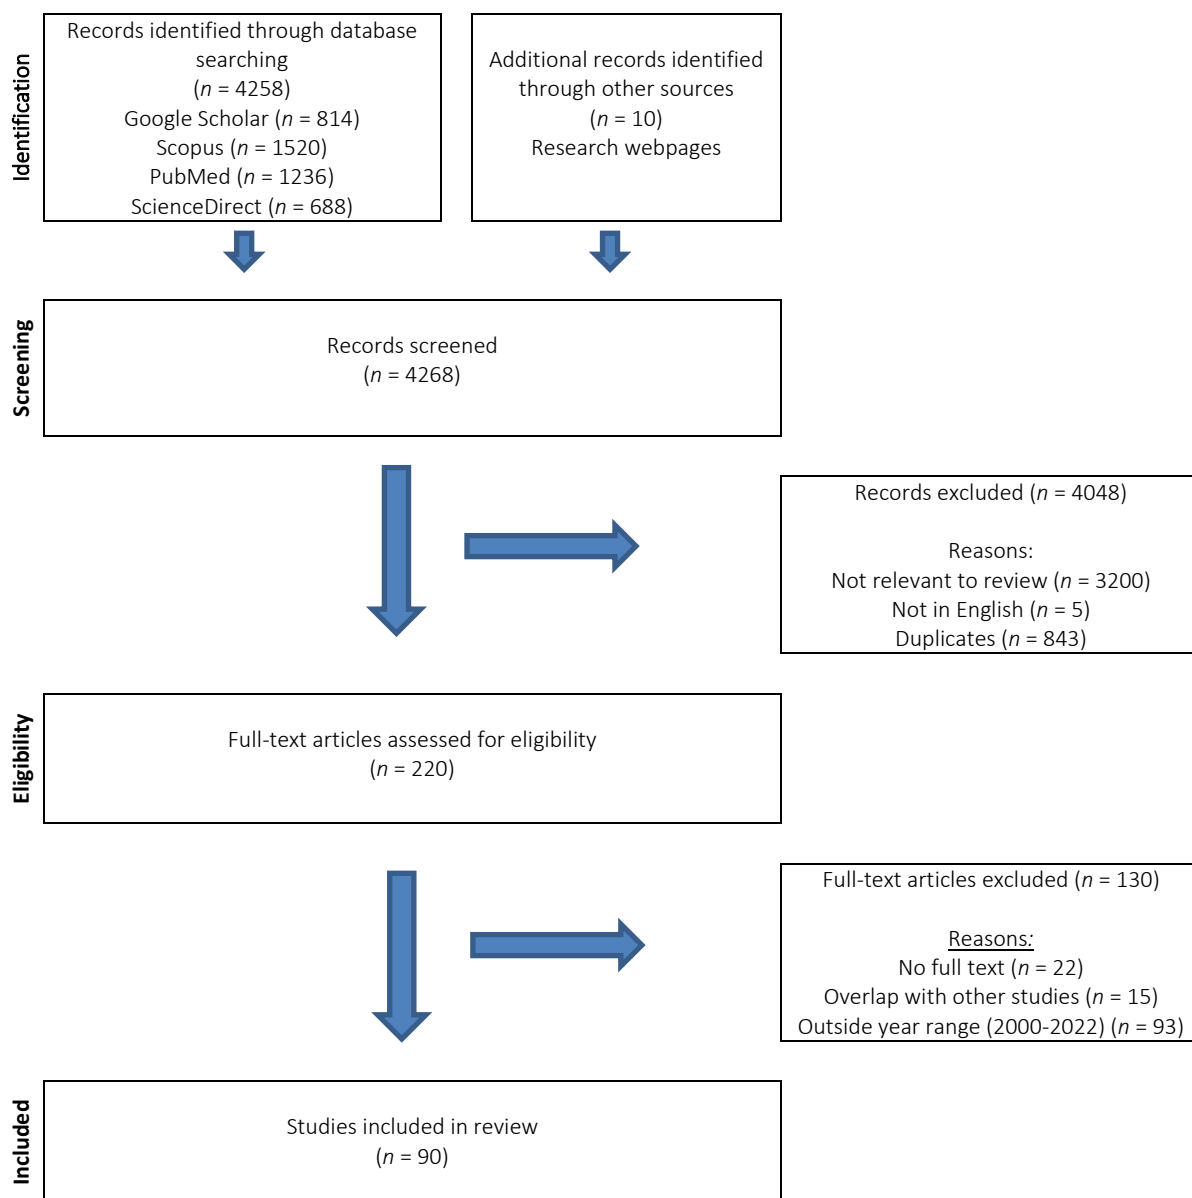 Identification
Records identified through database
searching
(n = 4258)
Google Scholar (n = 814)
Scopus (n = 1520)
PubMed (n = 1236)
ScienceDirect (n = 688)
Additional records identified
through other sources
(n = 10)
Research webpages
Screening
Records screened
(n = 4268)
Records excluded (n = 4048)
Reasons:
Not relevant to review (n = 3200)
Not in English (n = 5)
Duplicates (n = 843)
Eligibility
Full-text articles assessed for eligibility
(n = 220)
Full-text articles excluded (n = 130)
Reasons:
No full text (n = 22)
Overlap with other studies (n = 15)
Outside year range (2000-2022) (n = 93)
Included
Studies included in review
(n = 90)